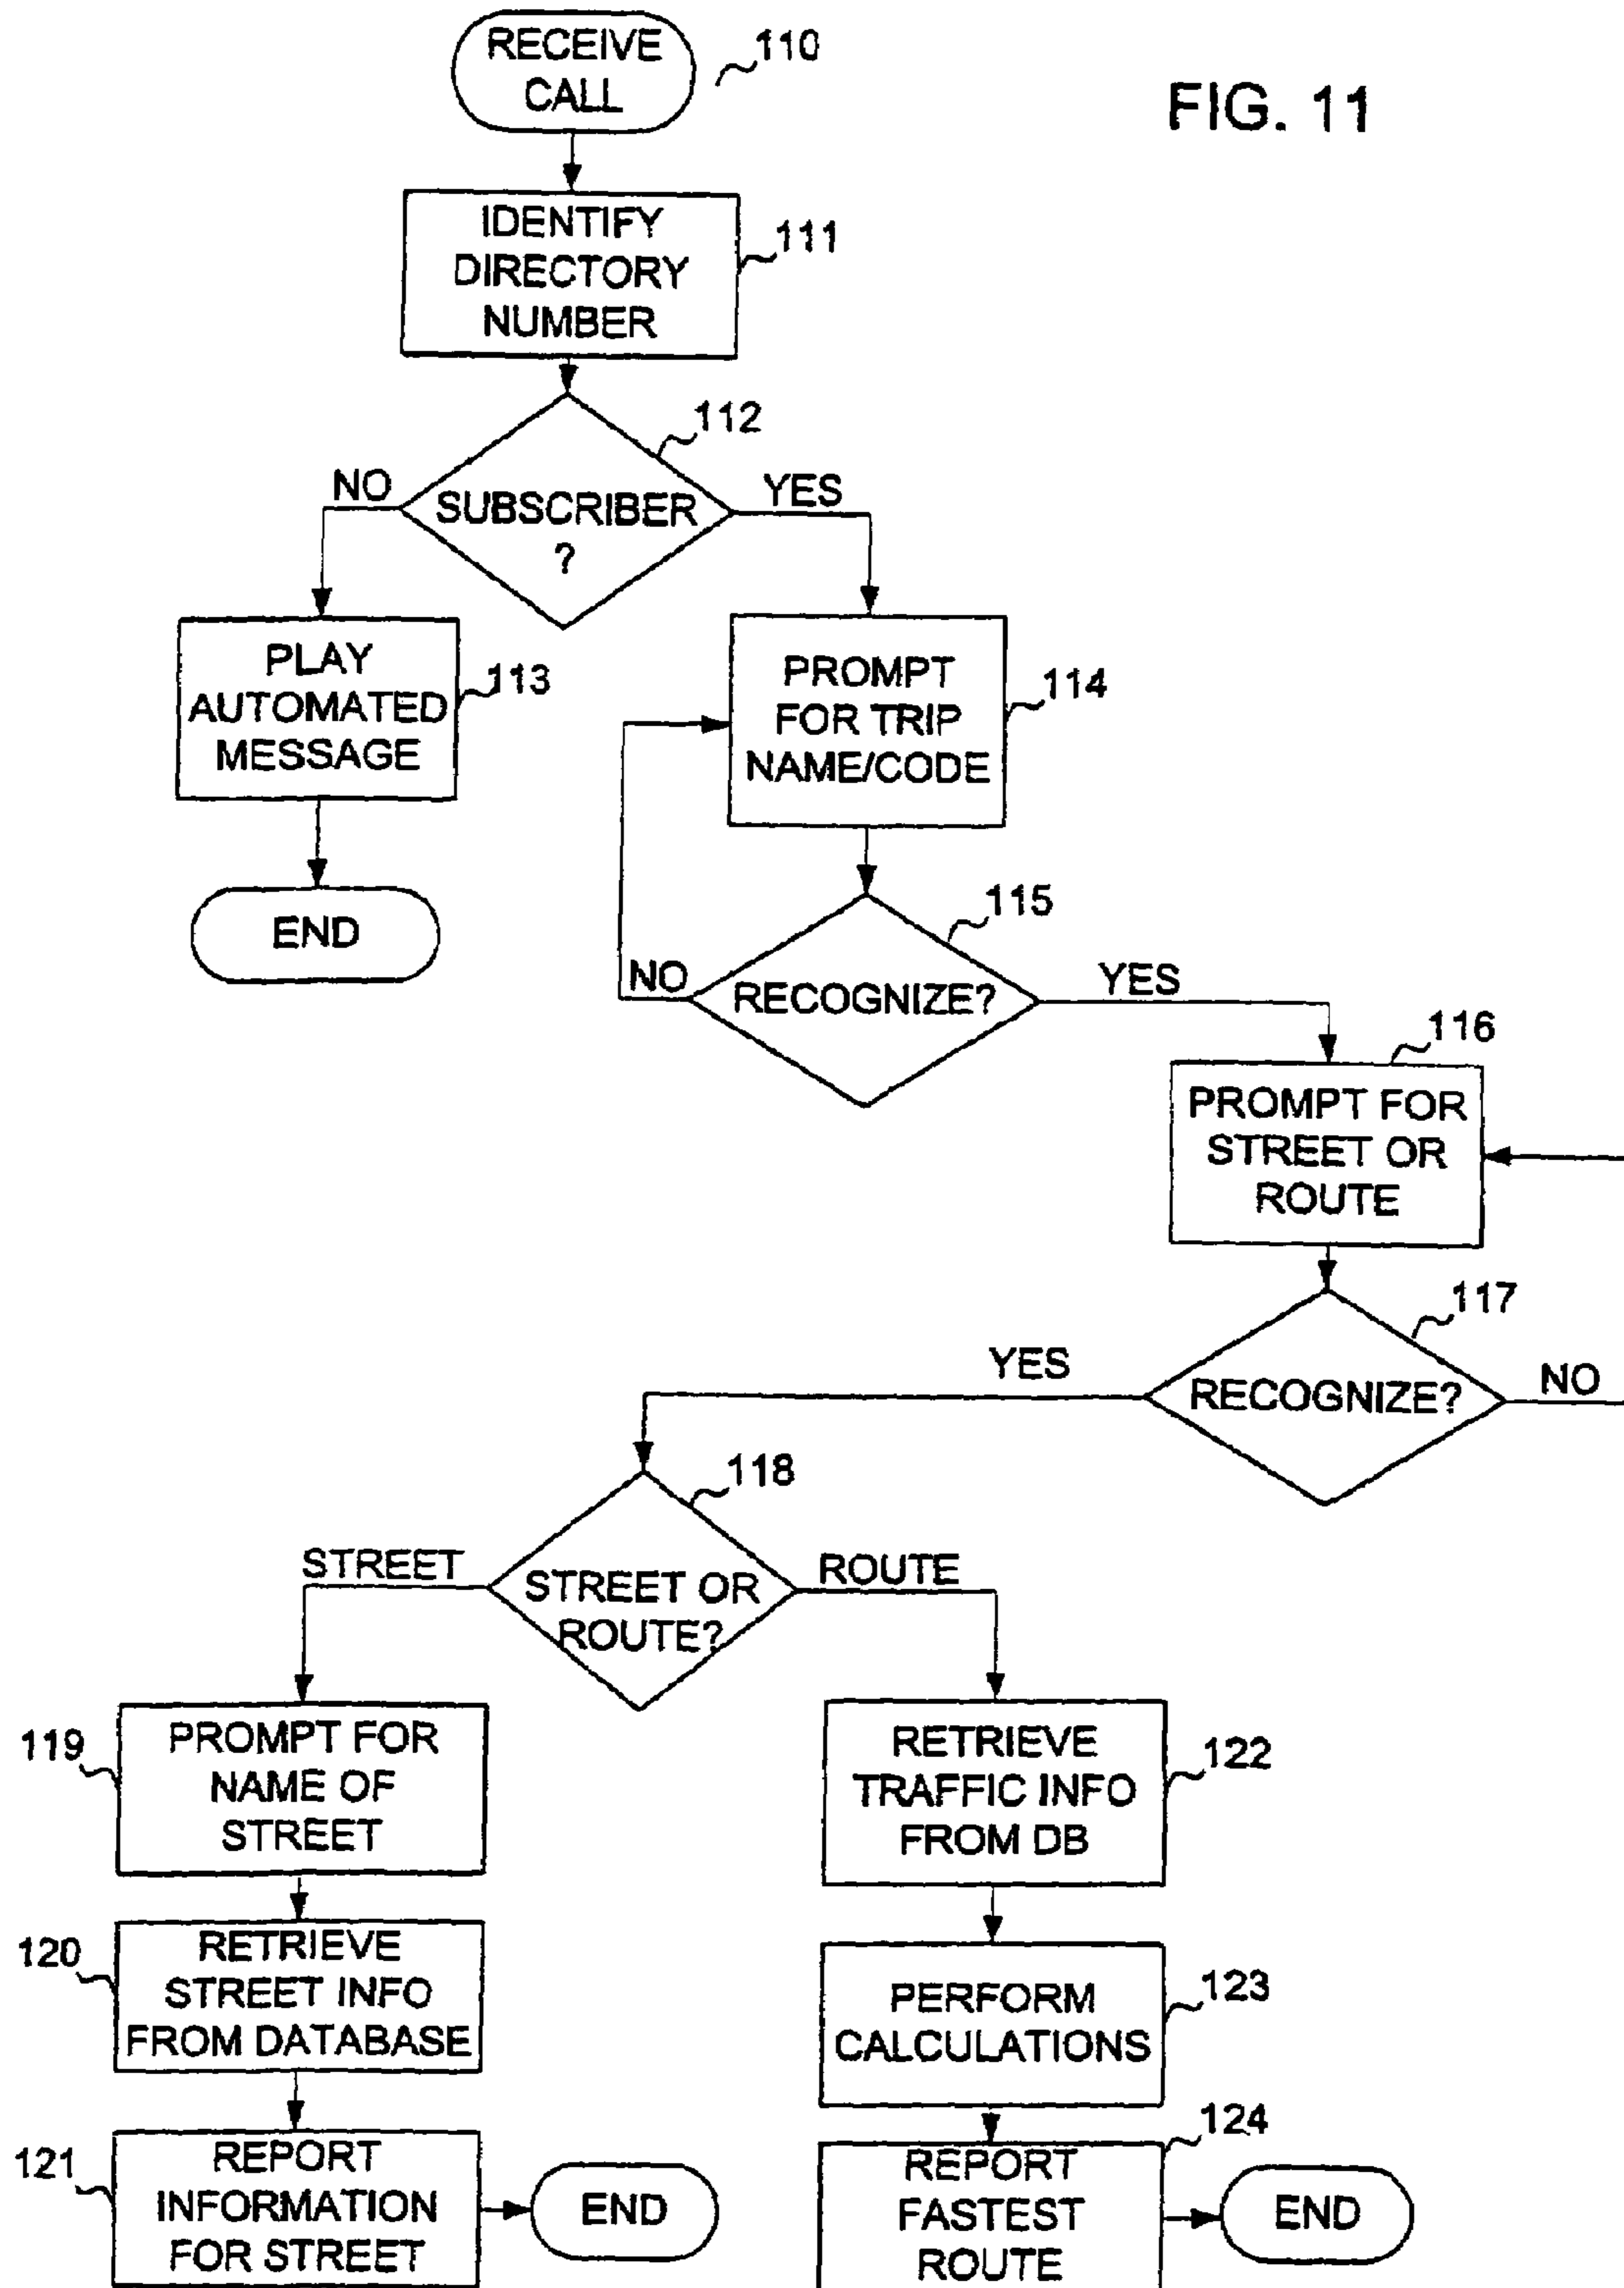 RECEIVE
CALL
110
FIG. 11
IDENTIFY
DIRECTORY
NUMBER
111
112
NO
SUBSCRIBER
?
YES
PLAY
AUTOMATED
MESSAGE
113
PROMPT
FOR TRIP
NAME/CODE
114
END
115
NO
RECOGNIZE?
YES
116
PROMPT FOR
STREET OR
ROUTE
117
YES
RECOGNIZE?
NO
118
STREET
STREET OR
ROUTE?
ROUTE
119
PROMPT FOR
NAME OF
STREET
RETRIEVE
TRAFFIC INFO
FROM DB
122
120
RETRIEVE
STREET INFO
FROM DATABASE
PERFORM
CALCULATIONS
123
121
REPORT
INFORMATION
FOR STREET
END
124
REPORT
FASTEST
ROUTE
END